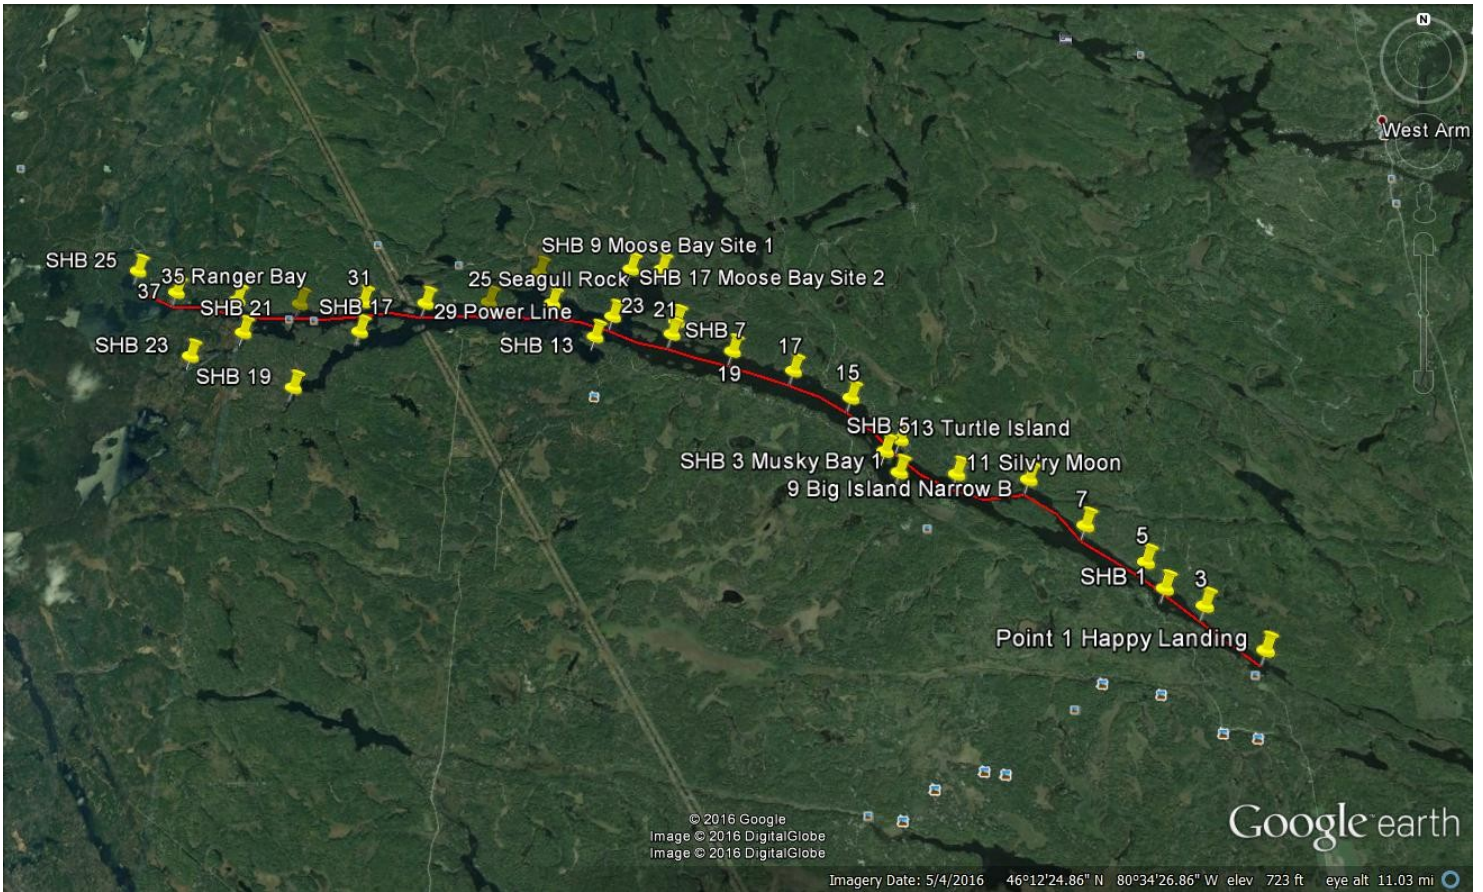 N
West Arm
SHB 9 Moose Bay Site 1
SHB 25
35 Ranger Bay
31
25 Seagull Rock
SHB 17 Moose Bay Site 2
37
SHB 21
SHB 17
29 Power Line
23
21
SHB 7
SHB 23
SHB 13
SHB 19
19
17
15
SHB 5
13 Turtle Island
SHB 3 Musky Bay 1
11 Silv'ry Moon
9 Big Island Narrow B
7
5
SHB 1
3
Point 1 Happy Landing
© 2016 Google
Image © 2016 DigitalGlobe
Image © 2016 DigitalGlobe
Google earth
Imagery Date: 5/4/2016 46°12'24.86" N 80°34'26.86" W elev 723 ft eye alt 11.03 mi